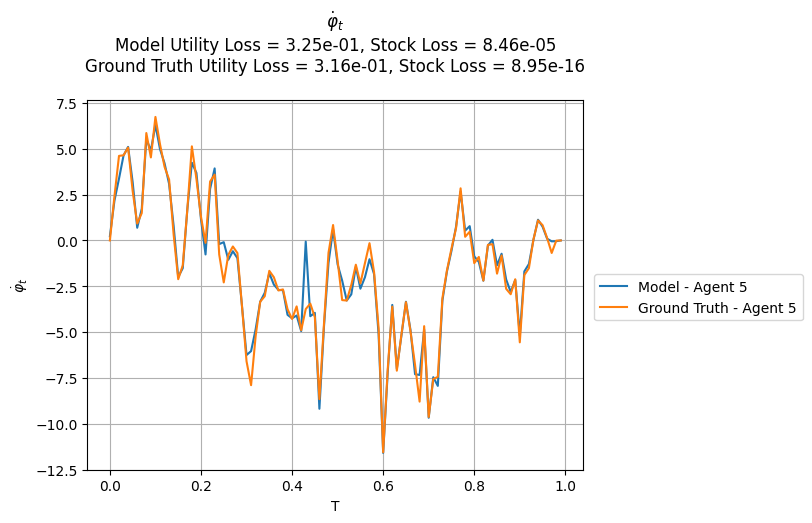 φ̇_t
Model Utility Loss = 3.25e-01, Stock Loss = 8.46e-05
Ground Truth Utility Loss = 3.16e-01, Stock Loss = 8.95e-16
7.5
5.0
2.5
0.0
−2.5
−5.0
−7.5
−10.0
−12.5
φ̇_t
0.0 0.2 0.4 0.6 0.8 1.0
T
Model - Agent 5
Ground Truth - Agent 5